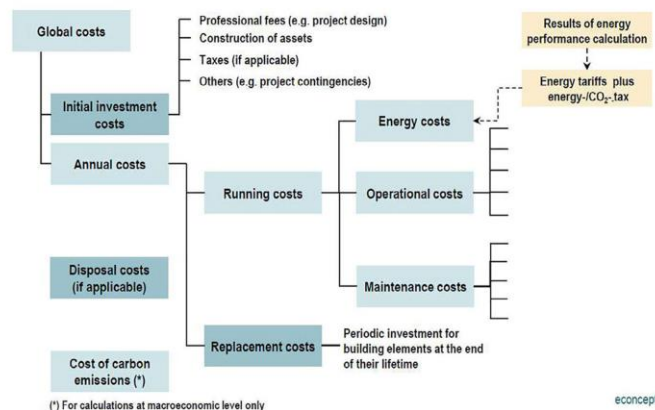 Global costs
Professional fees (e.g. project design)
Construction of assets
Taxes (if applicable)
Others (e.g. project contingencies)
Results of energy
performance calculation
Energy tariffs plus
energy-/CO₂-.tax
Initial investment
costs
Annual costs
Energy costs
Running costs
Operational costs
Disposal costs
(if applicable)
Maintenance costs
Replacement costs
Periodic investment for
building elements at the end
of their lifetime
Cost of carbon
emissions (*)
(*) For calculations at macroeconomic level only
econcept